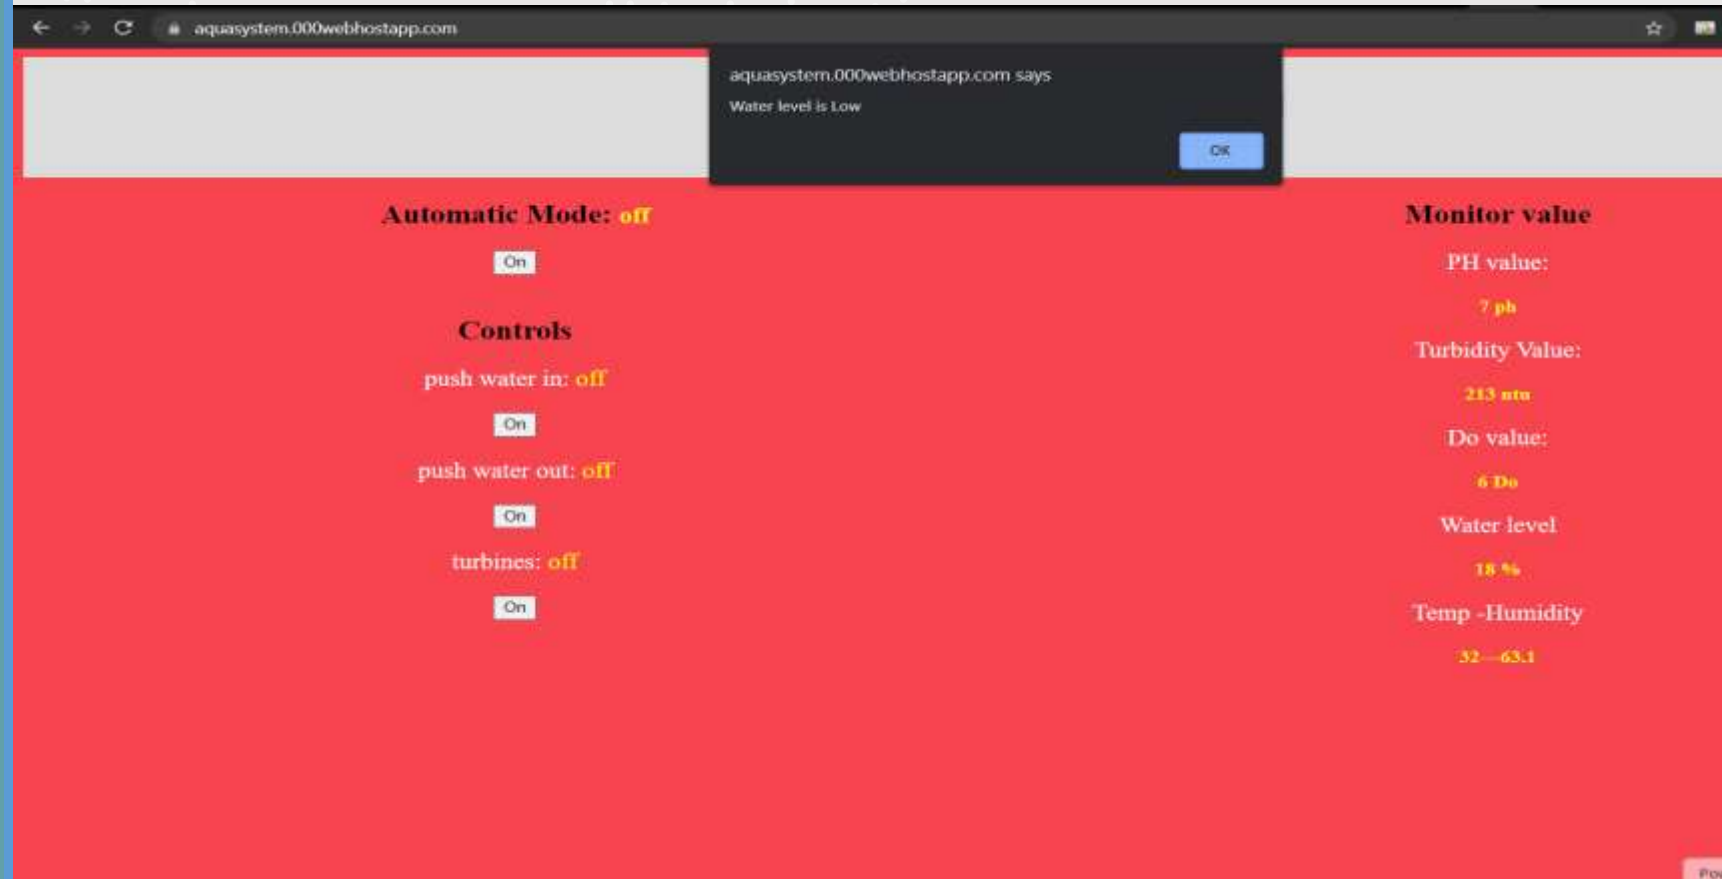 aquasystem.000webhostapp.com
aquasystem.000webhostapp.com says
Water level is Low
OK
Automatic Mode: off
On
Controls
push water in: off
On
push water out: off
On
turbines: off
On
Monitor value
PH value:
7 ph
Turbidity Value:
213 ntu
Do value:
6 Do
Water level
18 %
Temp -Humidity
32---63.1